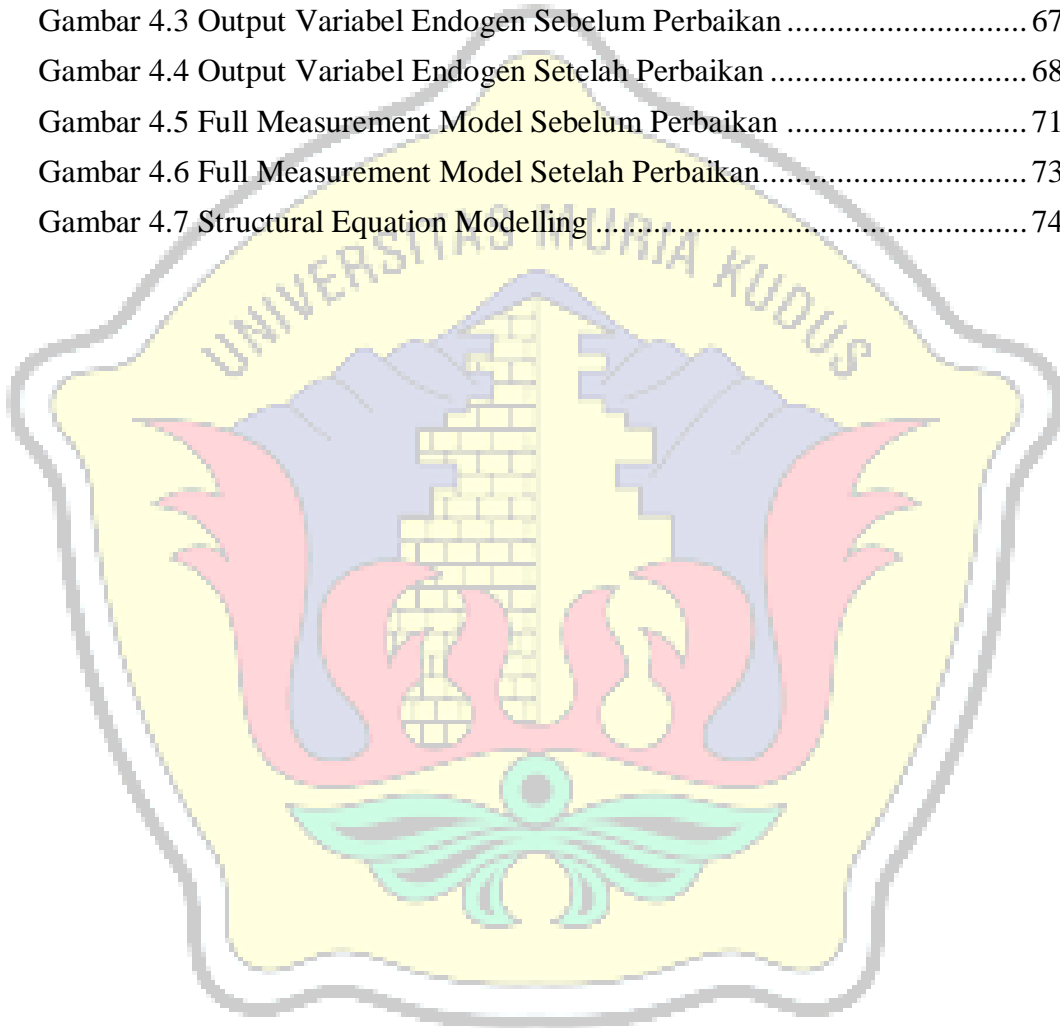 Gambar 4.3 Output Variabel Endogen Sebelum Perbaikan ............................ 67
Gambar 4.4 Output Variabel Endogen Setelah Perbaikan .............................. 68
Gambar 4.5 Full Measurement Model Sebelum Perbaikan ............................ 71
Gambar 4.6 Full Measurement Model Setelah Perbaikan............................... 73
Gambar 4.7 Structural Equation Modelling .................................................... 74
UNIVERSITAS MURIA KUDUS